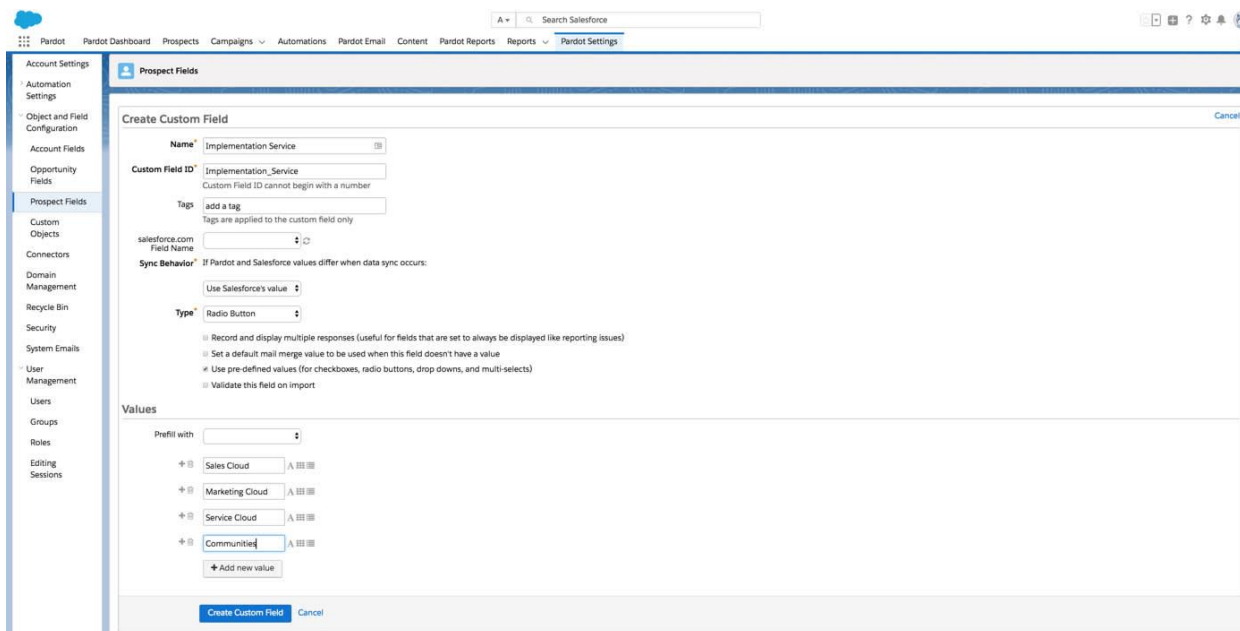 A
Search Salesforce
Pardot Pardot Dashboard Prospects Campaigns Automations Pardot Email Content Pardot Reports Reports Pardot Settings
Account Settings
Automation
Settings
Object and Field
Configuration
Account Fields
Opportunity
Fields
Prospect Fields
Custom
Objects
Connectors
Domain
Management
Recycle Bin
Security
System Emails
User
Management
Users
Groups
Roles
Editing
Sessions
Prospect Fields
Create Custom Field
Cancel
Name* Implementation Service
Custom Field ID* Implementation_Service
Custom Field ID cannot begin with a number
Tags add a tag
Tags are applied to the custom field only
salesforce.com
Field Name
Sync Behavior* If Pardot and Salesforce values differ when data sync occurs:
Use Salesforce's value
Type* Radio Button
Record and display multiple responses (useful for fields that are set to always be displayed like reporting issues)
Set a default mail merge value to be used when this field doesn't have a value
Use pre-defined values (for checkboxes, radio buttons, drop downs, and multi-selects)
Validate this field on import
Values
Prefill with
Sales Cloud A
Marketing Cloud A
Service Cloud A
Communities A
+ Add new value
Create Custom Field Cancel